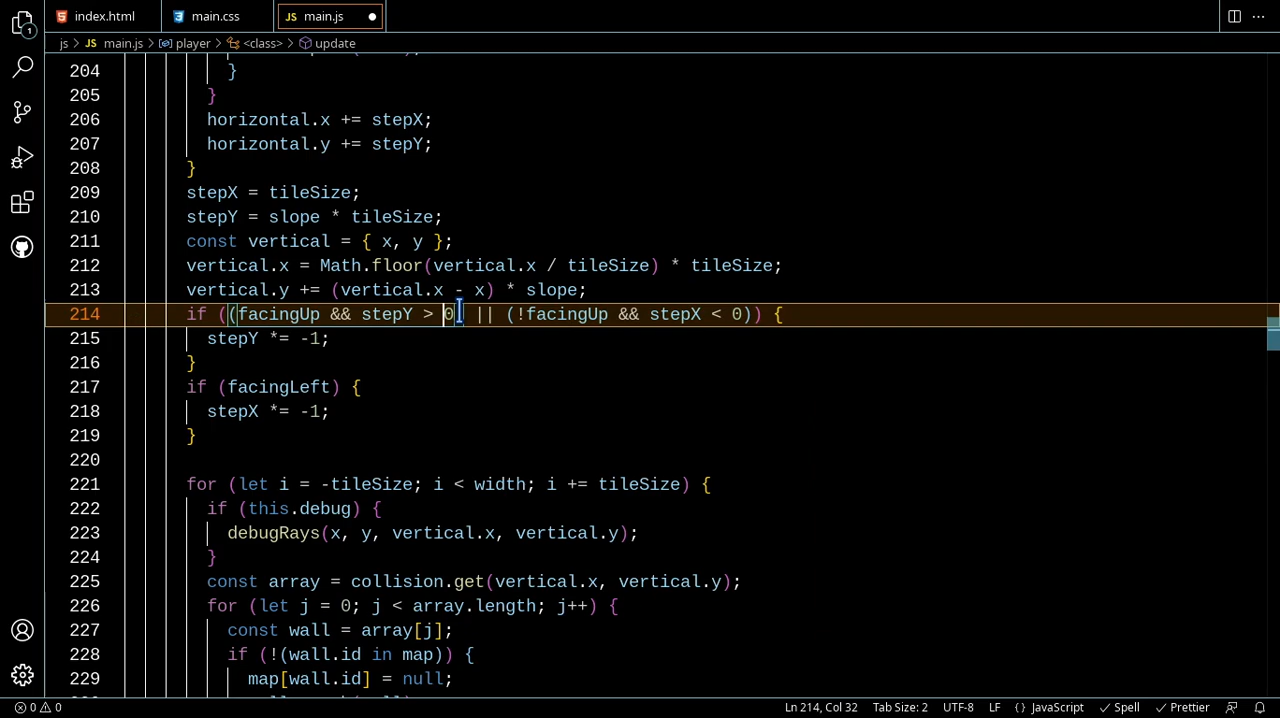 1
index.html
main.css
JS main.js
js > JS main.js > player > <class> > update
204 }
205 }
206 horizontal.x += stepX;
207 horizontal.y += stepY;
208 }
209 stepX = tileSize;
210 stepY = slope * tileSize;
211 const vertical = { x, y };
212 vertical.x = Math.floor(vertical.x / tileSize) * tileSize;
213 vertical.y += (vertical.x - x) * slope;
214 if ((facingUp && stepY > 0) || (!facingUp && stepX < 0)) {
215 stepY *= -1;
216 }
217 if (facingLeft) {
218 stepX *= -1;
219 }
220
221 for (let i = -tileSize; i < width; i += tileSize) {
222 if (this.debug) {
223 debugRays(x, y, vertical.x, vertical.y);
224 }
225 const array = collision.get(vertical.x, vertical.y);
226 for (let j = 0; j < array.length; j++) {
227 const wall = array[j];
228 if (!(wall.id in map)) {
229 map[wall.id] = null;
0 0 Ln 214, Col 32 Tab Size: 2 UTF-8 LF {} JavaScript Spell Prettier